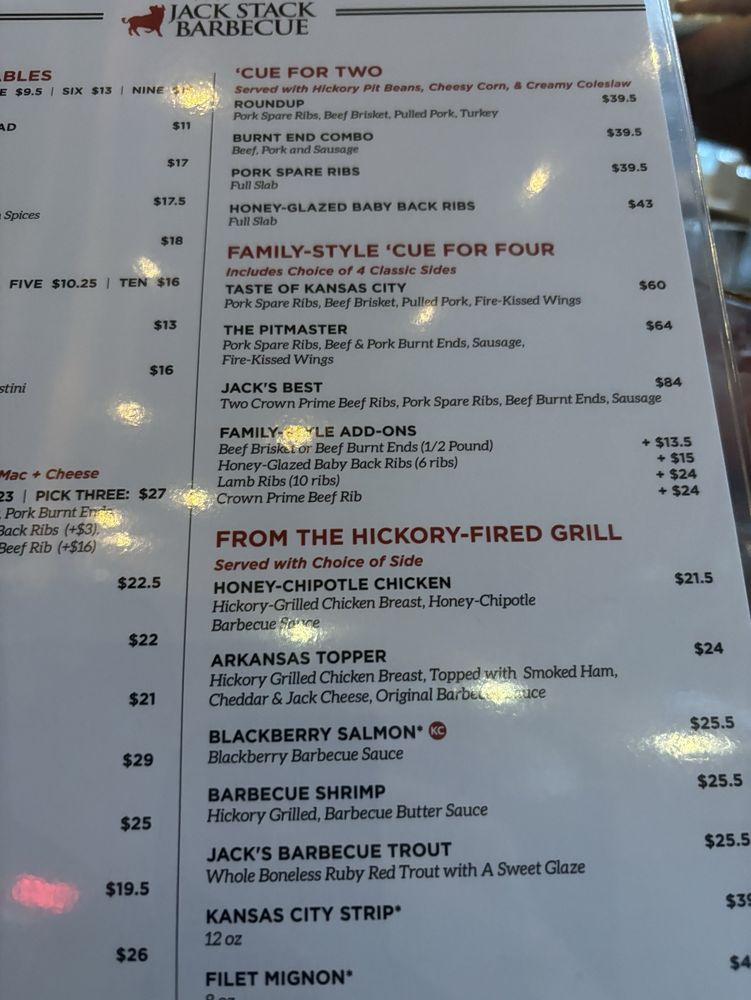 JACK STACK
BARBECUE
BLES
E $9.5 | SIX $13 | NINE
AD
$11
$17
$17.5
Spices
$18
FIVE $10.25 | TEN $16
$13
$16
stini
Mac + Cheese
23 | PICK THREE: $27
, Pork Burnt Ends
Back Ribs (+$3),
Beef Rib (+$16)
$22.5
$22
$21
$29
$25
$19.5
$26
‘CUE FOR TWO
Served with Hickory Pit Beans, Cheesy Corn, & Creamy Coleslaw
ROUNDUP $39.5
Pork Spare Ribs, Beef Brisket, Pulled Pork, Turkey
BURNT END COMBO $39.5
Beef, Pork and Sausage
PORK SPARE RIBS $39.5
Full Slab
HONEY-GLAZED BABY BACK RIBS $43
Full Slab
FAMILY-STYLE ‘CUE FOR FOUR
Includes Choice of 4 Classic Sides
TASTE OF KANSAS CITY $60
Pork Spare Ribs, Beef Brisket, Pulled Pork, Fire-Kissed Wings
THE PITMASTER $64
Pork Spare Ribs, Beef & Pork Burnt Ends, Sausage,
Fire-Kissed Wings
JACK'S BEST $84
Two Crown Prime Beef Ribs, Pork Spare Ribs, Beef Burnt Ends, Sausage
FAMILY-STYLE ADD-ONS
Beef Brisket or Beef Burnt Ends (1/2 Pound) + $13.5
Honey-Glazed Baby Back Ribs (6 ribs) + $15
Lamb Ribs (10 ribs) + $24
Crown Prime Beef Rib + $24
FROM THE HICKORY-FIRED GRILL
Served with Choice of Side
HONEY-CHIPOTLE CHICKEN $21.5
Hickory-Grilled Chicken Breast, Honey-Chipotle
Barbecue Sauce
ARKANSAS TOPPER $24
Hickory Grilled Chicken Breast, Topped with Smoked Ham,
Cheddar & Jack Cheese, Original Barbecue Sauce
BLACKBERRY SALMON* KC $25.5
Blackberry Barbecue Sauce
BARBECUE SHRIMP $25.5
Hickory Grilled, Barbecue Butter Sauce
JACK'S BARBECUE TROUT $25.5
Whole Boneless Ruby Red Trout with A Sweet Glaze
KANSAS CITY STRIP* $39
12 oz
FILET MIGNON* $4